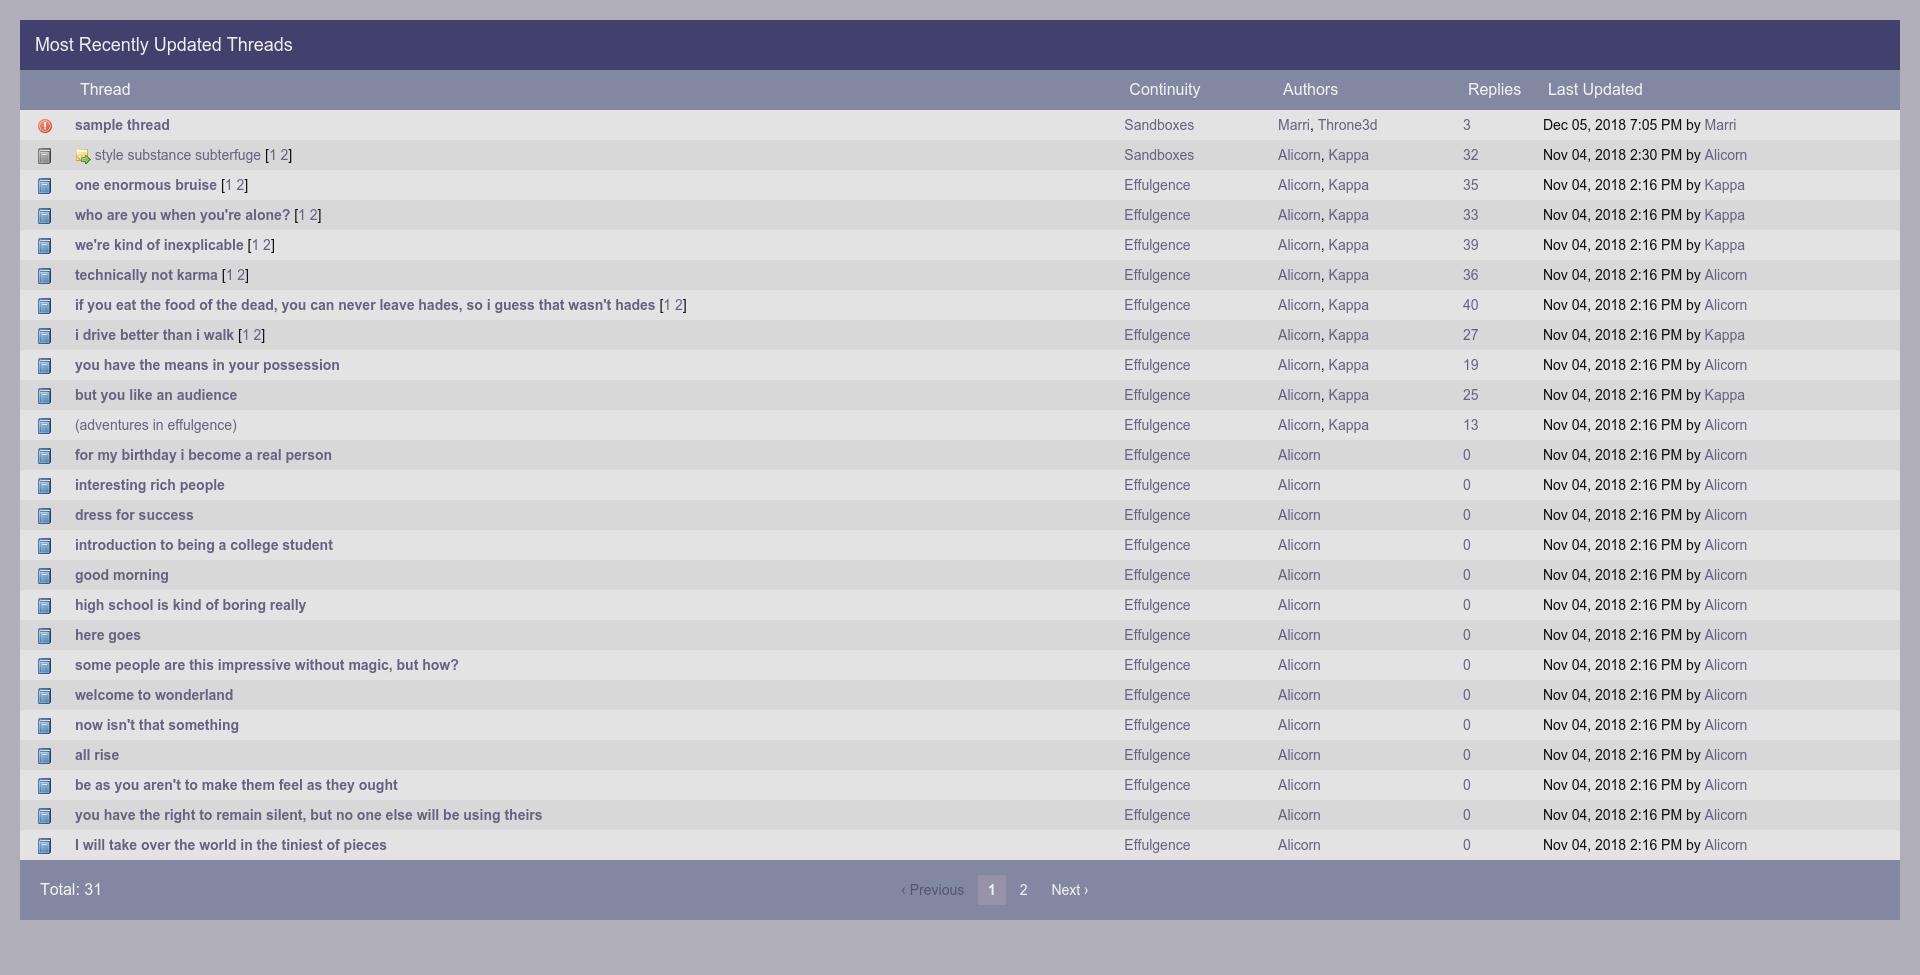 Most Recently Updated Threads
Thread Continuity Authors Replies Last Updated
sample thread Sandboxes Marri, Throne3d 3 Dec 05, 2018 7:05 PM by Marri
style substance subterfuge [1 2] Sandboxes Alicorn, Kappa 32 Nov 04, 2018 2:30 PM by Alicorn
one enormous bruise [1 2] Effulgence Alicorn, Kappa 35 Nov 04, 2018 2:16 PM by Kappa
who are you when you're alone? [1 2] Effulgence Alicorn, Kappa 33 Nov 04, 2018 2:16 PM by Kappa
we're kind of inexplicable [1 2] Effulgence Alicorn, Kappa 39 Nov 04, 2018 2:16 PM by Kappa
technically not karma [1 2] Effulgence Alicorn, Kappa 36 Nov 04, 2018 2:16 PM by Alicorn
if you eat the food of the dead, you can never leave hades, so i guess that wasn't hades [1 2] Effulgence Alicorn, Kappa 40 Nov 04, 2018 2:16 PM by Alicorn
i drive better than i walk [1 2] Effulgence Alicorn, Kappa 27 Nov 04, 2018 2:16 PM by Kappa
you have the means in your possession Effulgence Alicorn, Kappa 19 Nov 04, 2018 2:16 PM by Alicorn
but you like an audience Effulgence Alicorn, Kappa 25 Nov 04, 2018 2:16 PM by Kappa
(adventures in effulgence) Effulgence Alicorn, Kappa 13 Nov 04, 2018 2:16 PM by Alicorn
for my birthday i become a real person Effulgence Alicorn 0 Nov 04, 2018 2:16 PM by Alicorn
interesting rich people Effulgence Alicorn 0 Nov 04, 2018 2:16 PM by Alicorn
dress for success Effulgence Alicorn 0 Nov 04, 2018 2:16 PM by Alicorn
introduction to being a college student Effulgence Alicorn 0 Nov 04, 2018 2:16 PM by Alicorn
good morning Effulgence Alicorn 0 Nov 04, 2018 2:16 PM by Alicorn
high school is kind of boring really Effulgence Alicorn 0 Nov 04, 2018 2:16 PM by Alicorn
here goes Effulgence Alicorn 0 Nov 04, 2018 2:16 PM by Alicorn
some people are this impressive without magic, but how? Effulgence Alicorn 0 Nov 04, 2018 2:16 PM by Alicorn
welcome to wonderland Effulgence Alicorn 0 Nov 04, 2018 2:16 PM by Alicorn
now isn't that something Effulgence Alicorn 0 Nov 04, 2018 2:16 PM by Alicorn
all rise Effulgence Alicorn 0 Nov 04, 2018 2:16 PM by Alicorn
be as you aren't to make them feel as they ought Effulgence Alicorn 0 Nov 04, 2018 2:16 PM by Alicorn
you have the right to remain silent, but no one else will be using theirs Effulgence Alicorn 0 Nov 04, 2018 2:16 PM by Alicorn
I will take over the world in the tiniest of pieces Effulgence Alicorn 0 Nov 04, 2018 2:16 PM by Alicorn
Total: 31 ‹ Previous 1 2 Next ›